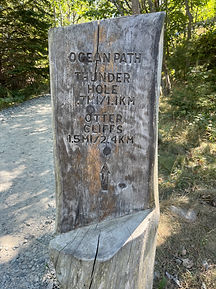 OCEAN PATH
THUNDER
HOLE
.7MI/1.1KM
OTTER
CLIFFS
1.5MI/2.4KM